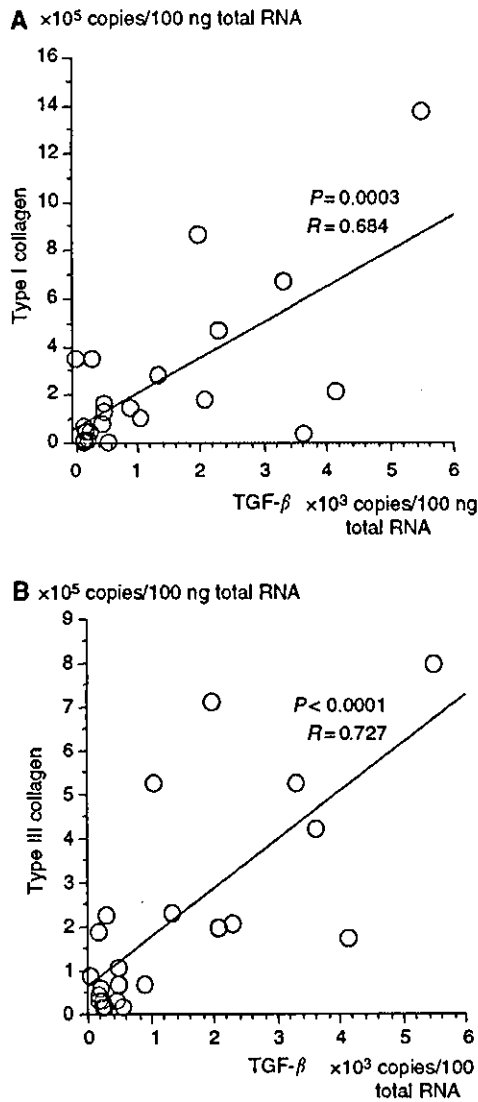 A ×10⁵ copies/100 ng total RNA
16
14
12
10
8
6
4
2
0
Type I collagen
P=0.0003
R=0.684
0 1 2 3 4 5 6
TGF-β ×10³ copies/100 ng
total RNA
B ×10⁵ copies/100 ng total RNA
9
8
7
6
5
4
3
2
1
0
Type III collagen
P< 0.0001
R=0.727
0 1 2 3 4 5 6
TGF-β ×10³ copies/100
total RNA